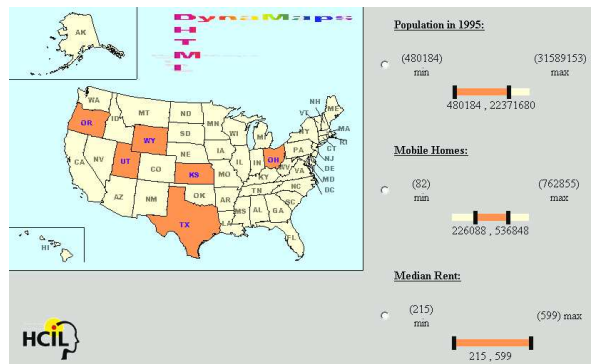 DynaMaps
D
H
T
M
L
AK
WA
OR
ID
MT
ND
MN
WI
MI
NH
VT
ME
MA
RI
CT
NJ
DE
MD
DC
WY
SD
NE
IA
IL
IN
OH
PA
CA
NV
UT
CO
KS
MO
KY
WV
VA
TN
NC
SC
AZ
NM
OK
AR
TX
LA
MS
AL
GA
FL
HI
HCIL
Population in 1995:
(480184) (31589153)
min max
480184 , 22371680
Mobile Homes:
(82) (762855)
min max
226088 , 536848
Median Rent:
(215) (599) max
min
215 , 599